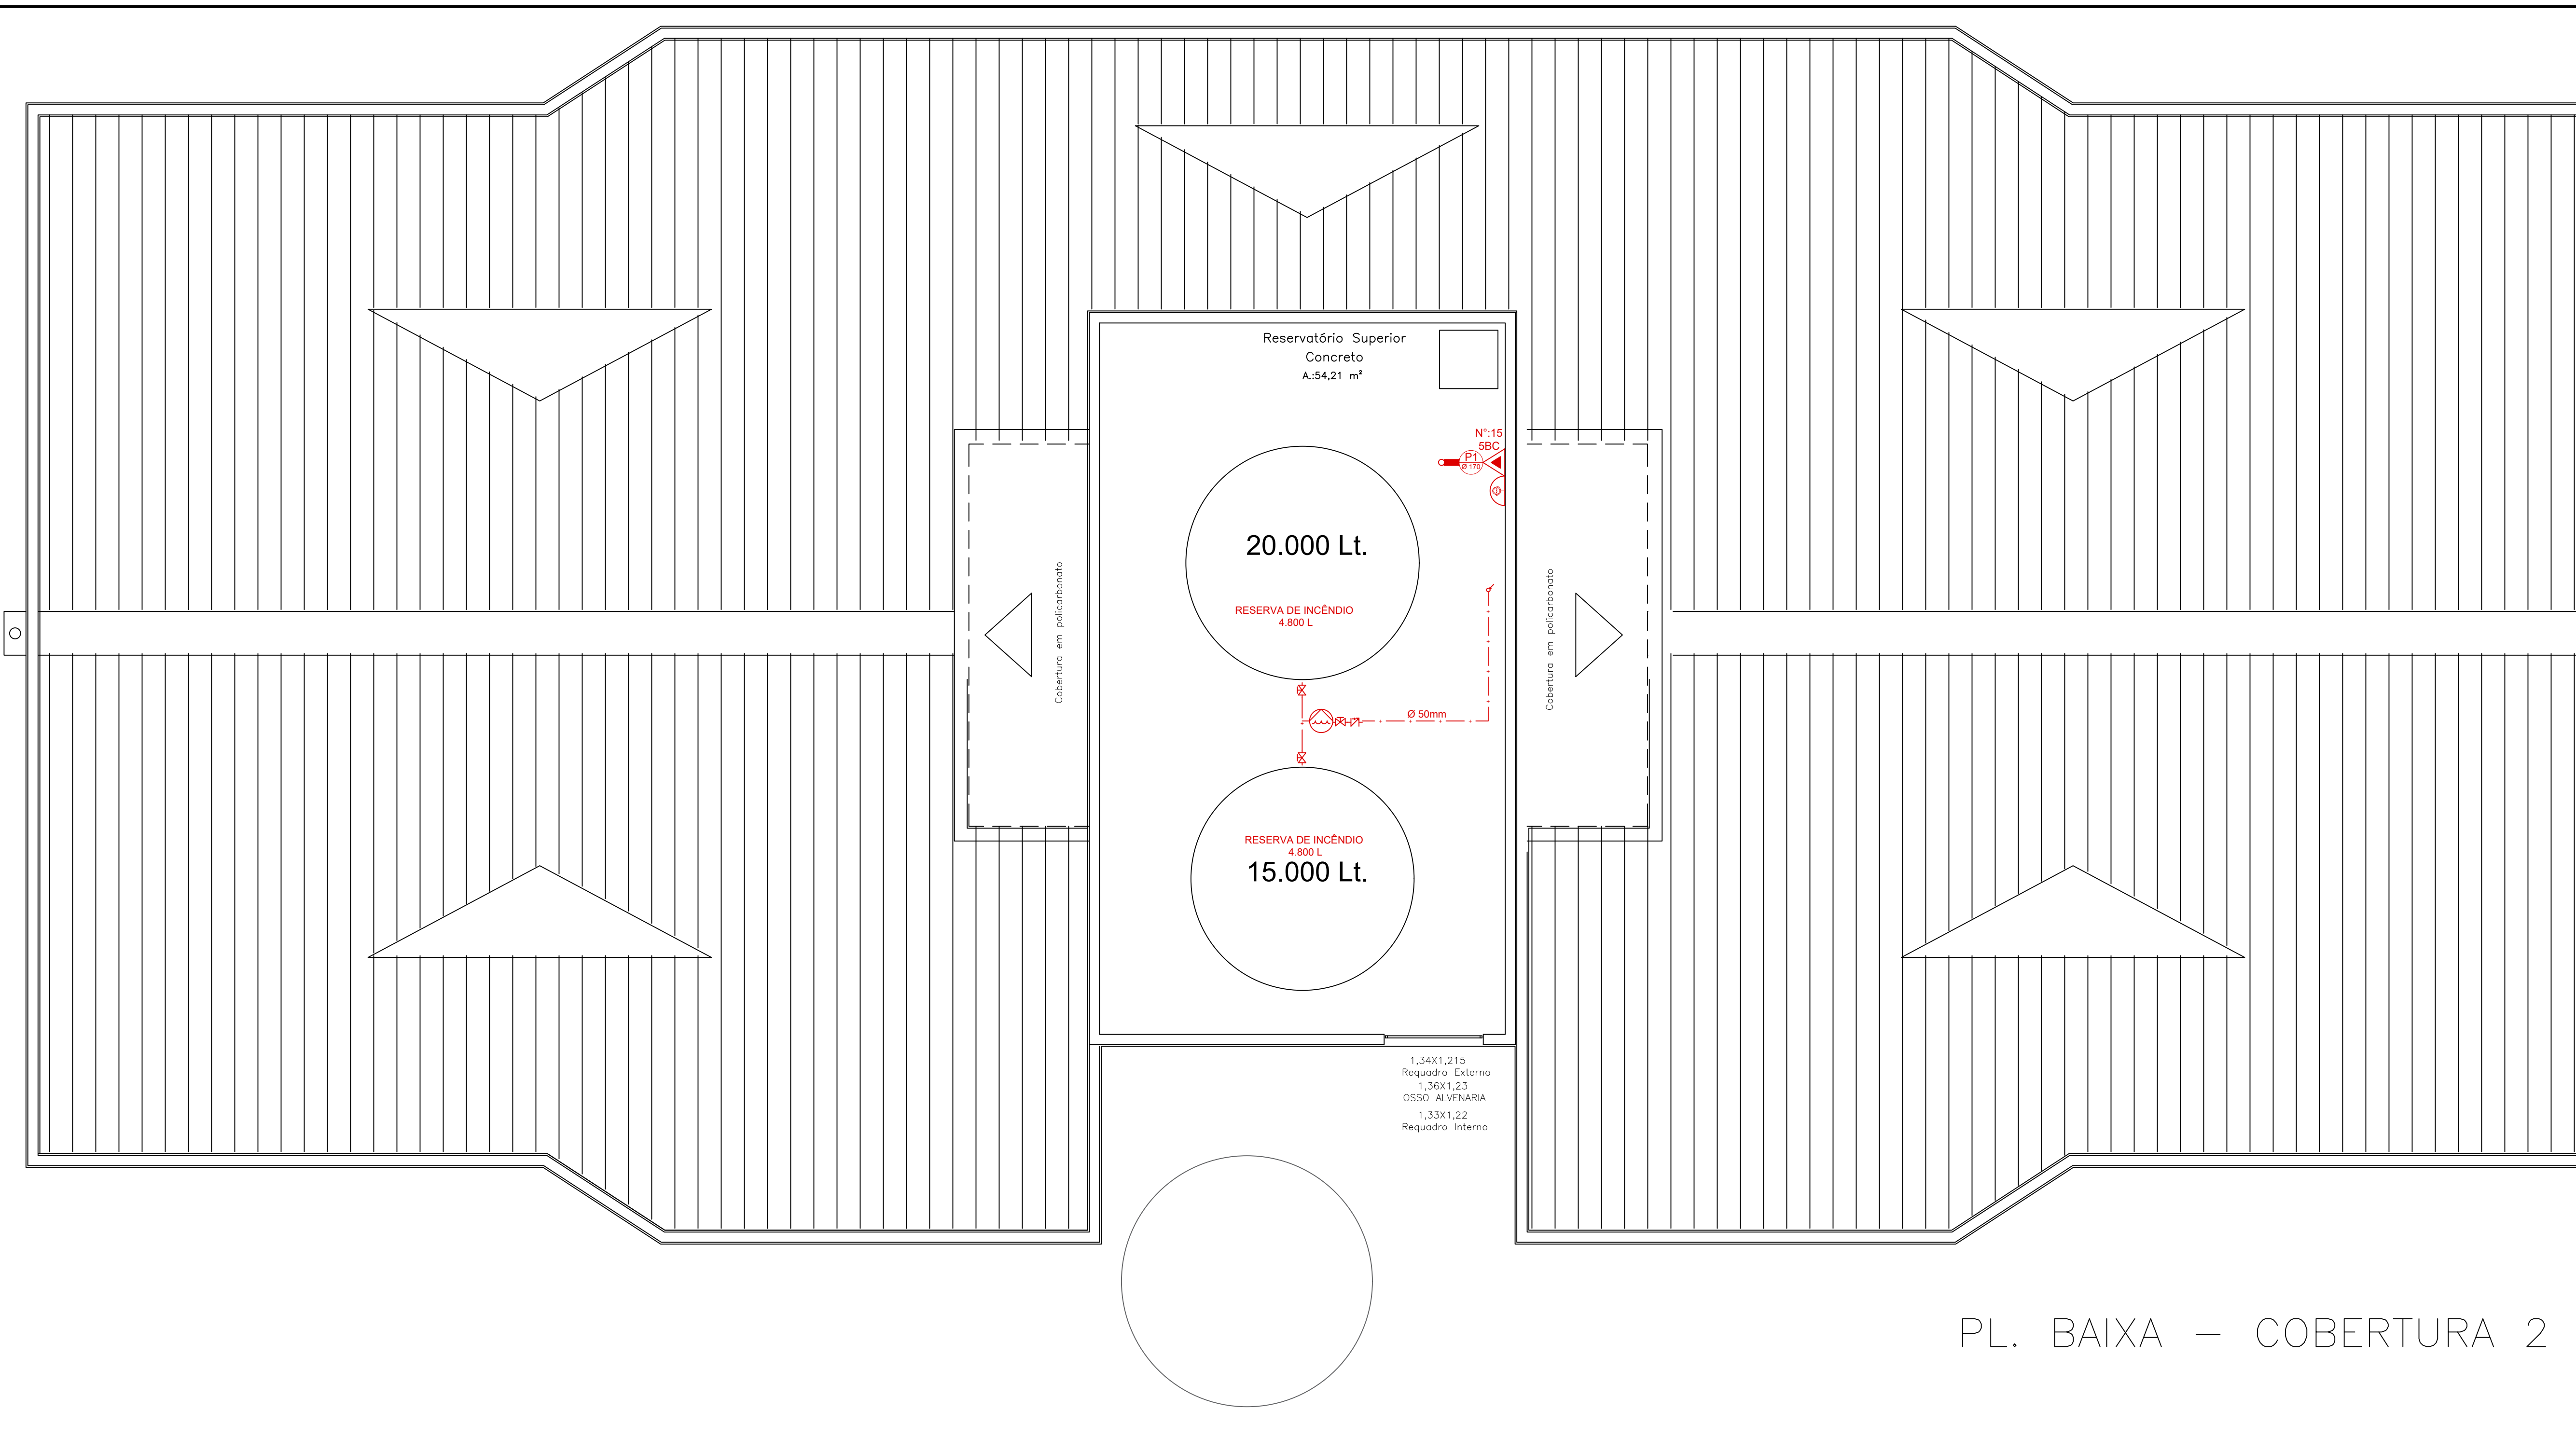 Reservatório Superior
Concreto
A.:54,21 m²
N°:15
5BC
P1
Ø 170
20.000 Lt.
RESERVA DE INCÊNDIO
4.800 L
Cobertura em policarbonato
Cobertura em policarbonato
Ø 50mm
RESERVA DE INCÊNDIO
4.800 L
15.000 Lt.
1,34X1,215
Requadro Externo
1,36X1,23
OSSO ALVENARIA
1,33X1,22
Requadro Interno
PL. BAIXA – COBERTURA 2